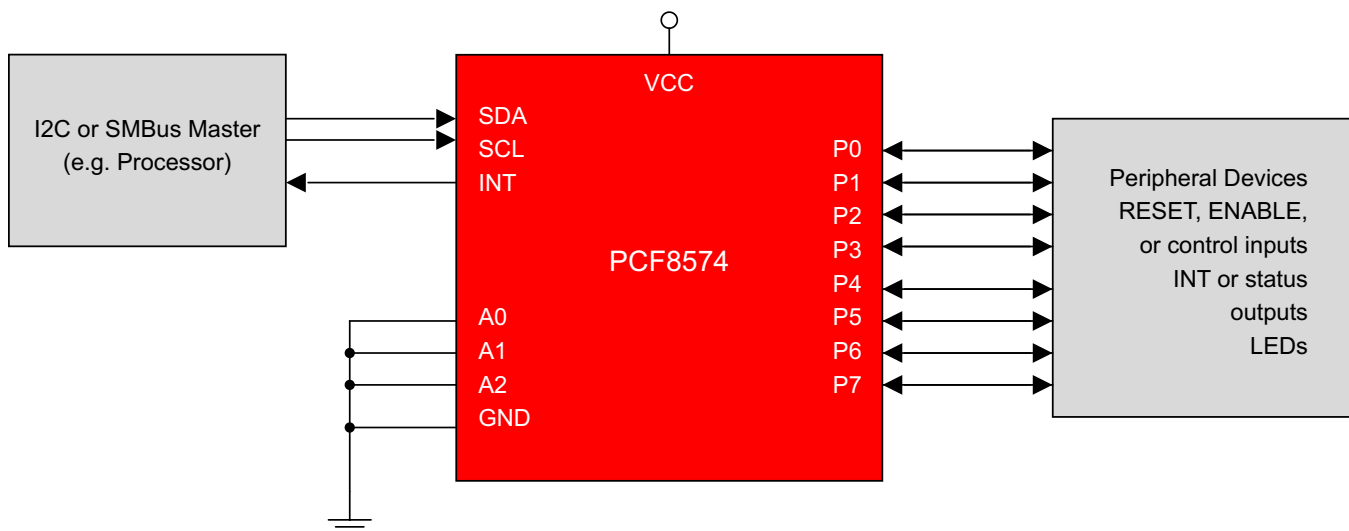 I2C or SMBus Master
(e.g. Processor)
VCC
SDA
SCL
INT
PCF8574
A0
A1
A2
GND
P0
P1
P2
P3
P4
P5
P6
P7
Peripheral Devices
RESET, ENABLE,
or control inputs
INT or status
outputs
LEDs